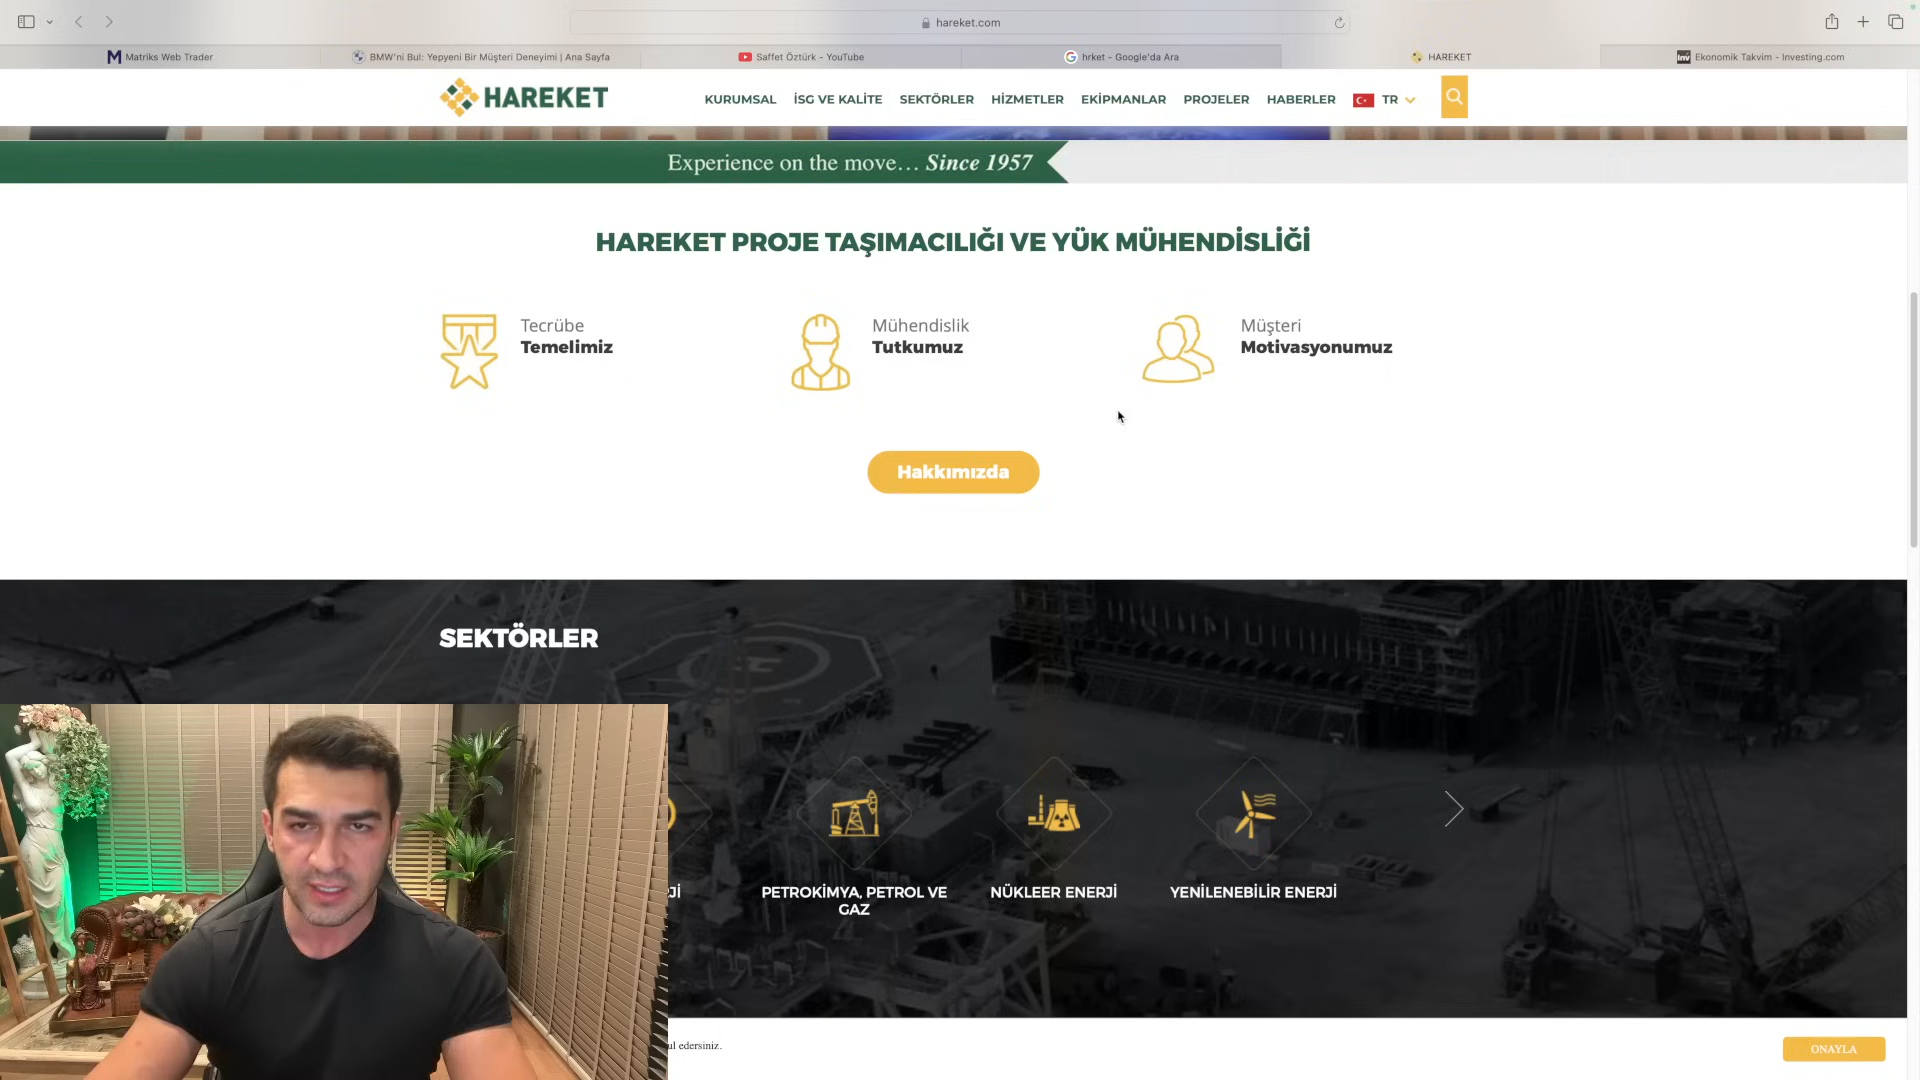 hareket.com
Matriks Web Trader
BMW'ni Bul: Yepyeni Bir Müşteri Deneyimi | Ana Sayfa
Saffet Öztürk - YouTube
hrket - Google'da Ara
HAREKET
Ekonomik Takvim - Investing.com
HAREKET
KURUMSAL
İSG VE KALİTE
SEKTÖRLER
HİZMETLER
EKİPMANLAR
PROJELER
HABERLER
TR
Experience on the move… Since 1957
HAREKET PROJE TAŞIMACILIĞI VE YÜK MÜHENDİSLİĞİ
Tecrübe
Temelimiz
Mühendislik
Tutkumuz
Müşteri
Motivasyonumuz
Hakkımızda
SEKTÖRLER
Jİ
PETROKİMYA, PETROL VE
GAZ
NÜKLEER ENERJİ
YENİLENEBİLİR ENERJİ
ul edersiniz.
ONAYLA